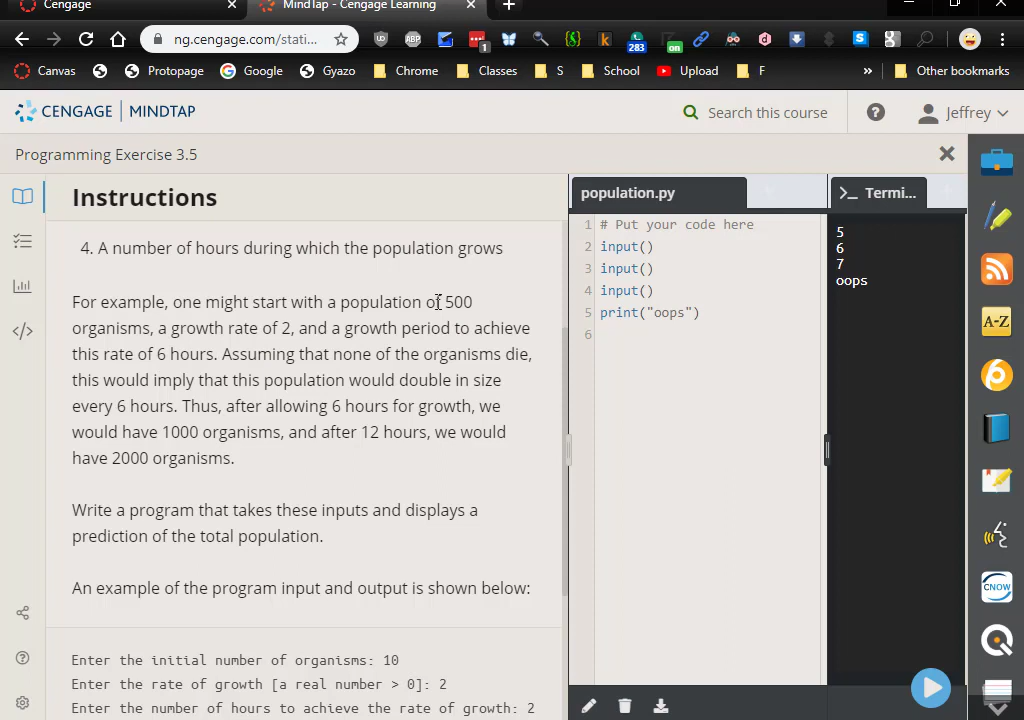 Cengage
MindTap - Cengage Learning
ng.cengage.com/stati...
ABP
1
283
on
Canvas
Protopage
Google
Gyazo
Chrome
Classes
S
School
Upload
F
»
Other bookmarks
CENGAGE MINDTAP
Search this course
Jeffrey
Programming Exercise 3.5
Instructions
4. A number of hours during which the population grows
For example, one might start with a population of 500
organisms, a growth rate of 2, and a growth period to achieve
this rate of 6 hours. Assuming that none of the organisms die,
this would imply that this population would double in size
every 6 hours. Thus, after allowing 6 hours for growth, we
would have 1000 organisms, and after 12 hours, we would
have 2000 organisms.
Write a program that takes these inputs and displays a
prediction of the total population.
An example of the program input and output is shown below:
Enter the initial number of organisms: 10
Enter the rate of growth [a real number > 0]: 2
Enter the number of hours to achieve the rate of growth: 2
population.py
1 # Put your code here
2 input()
3 input()
4 input()
5 print("oops")
6
>_ Termi...
5
6
7
oops
A-Z
CNOW